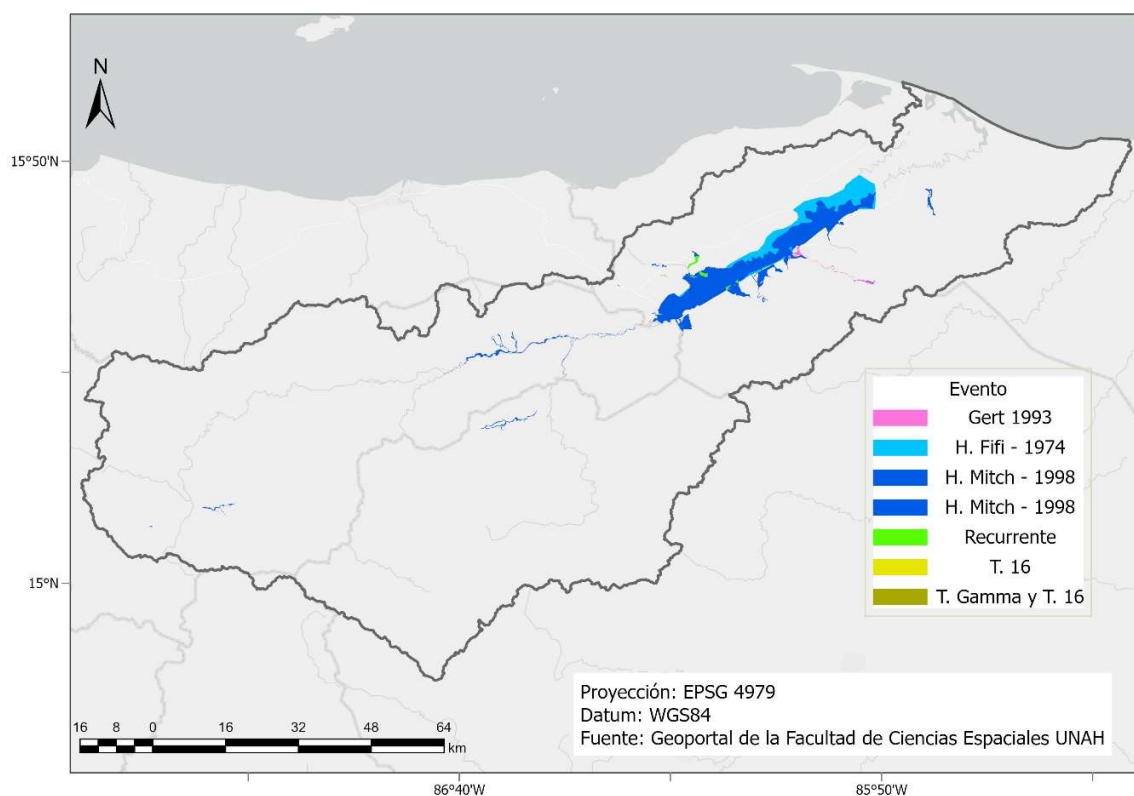 N
15°50'N
15°N
Evento
Gert 1993
H. Fifi - 1974
H. Mitch - 1998
H. Mitch - 1998
Recurrente
T. 16
T. Gamma y T. 16
Proyección: EPSG 4979
Datum: WGS84
Fuente: Geoportal de la Facultad de Ciencias Espaciales UNAH
16 8 0 16 32 48 64
km
86°40'W 85°50'W